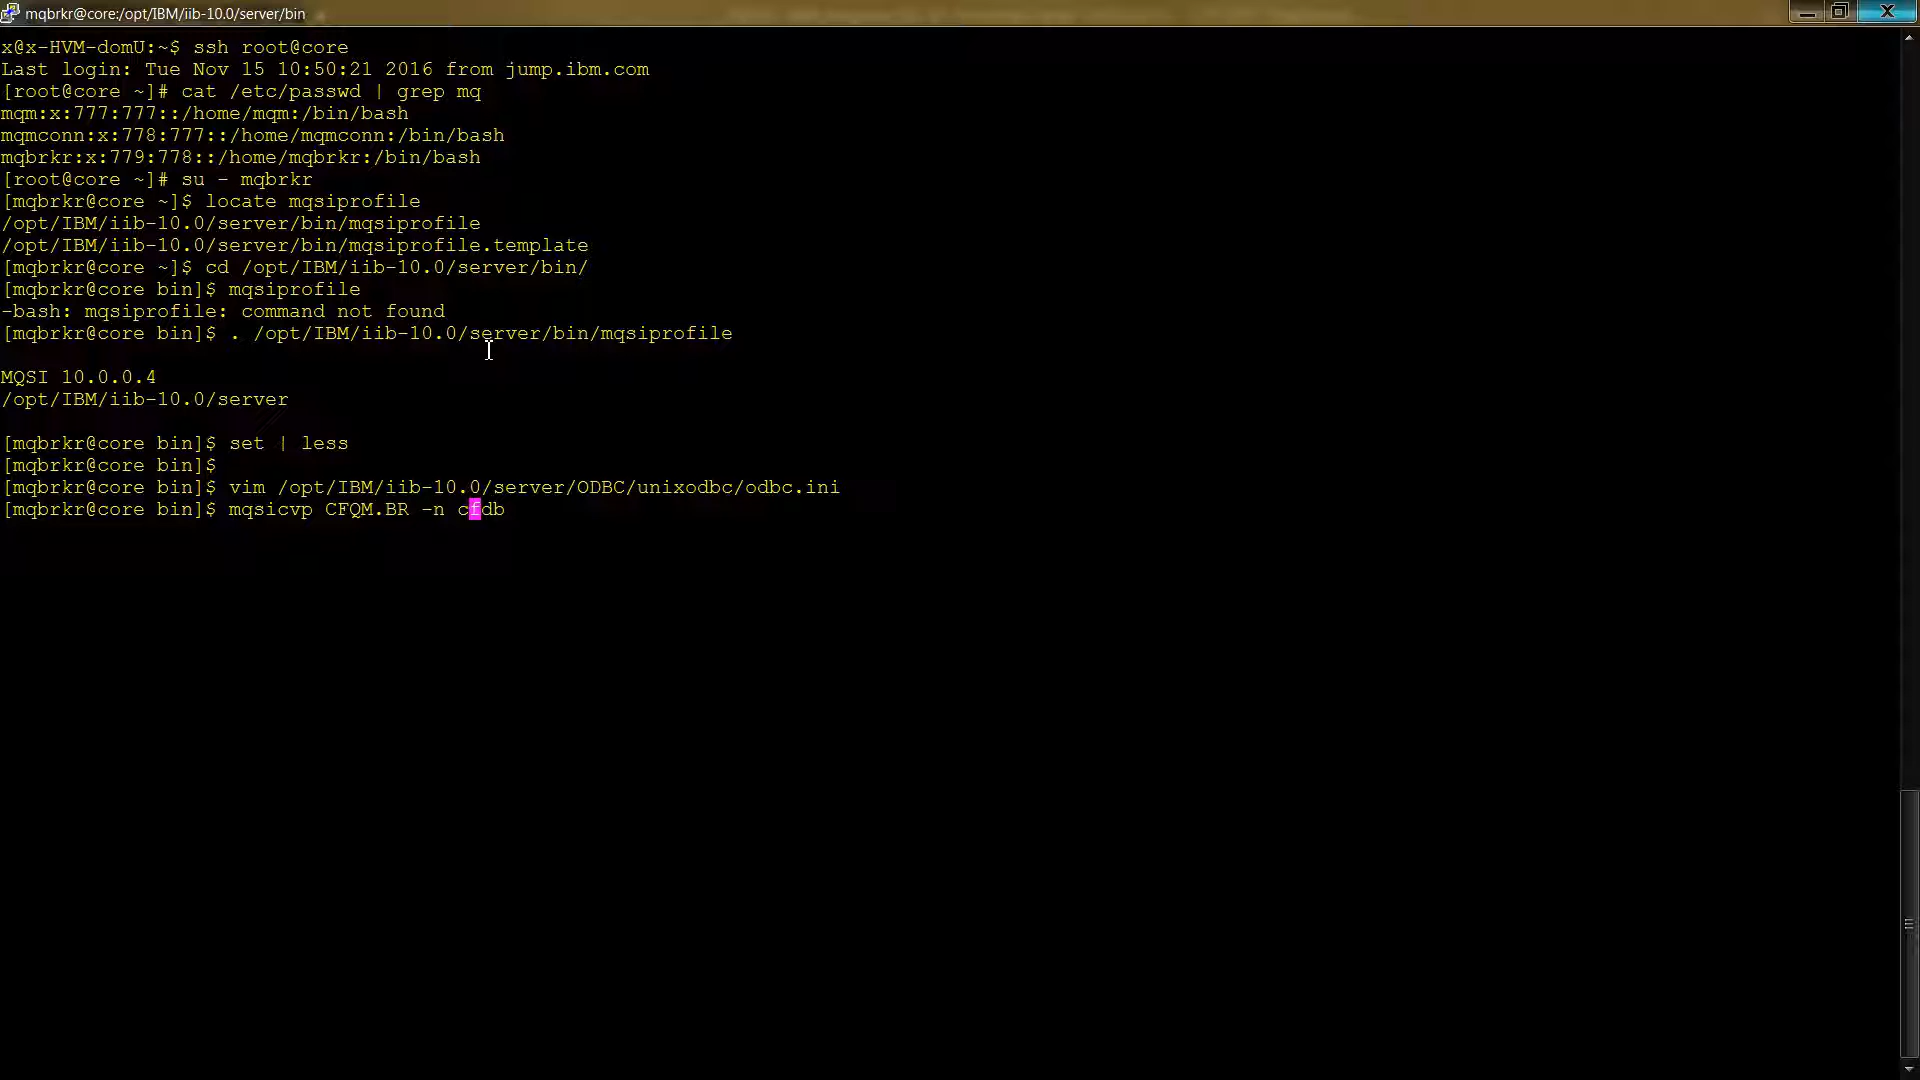 mqbrkr@core:/opt/IBM/iib-10.0/server/bin
x@x-HVM-domU:~$ ssh root@core
Last login: Tue Nov 15 10:50:21 2016 from jump.ibm.com
[root@core ~]# cat /etc/passwd | grep mq
mqm:x:777:777::/home/mqm:/bin/bash
mqmconn:x:778:777::/home/mqmconn:/bin/bash
mqbrkr:x:779:778::/home/mqbrkr:/bin/bash
[root@core ~]# su - mqbrkr
[mqbrkr@core ~]$ locate mqsiprofile
/opt/IBM/iib-10.0/server/bin/mqsiprofile
/opt/IBM/iib-10.0/server/bin/mqsiprofile.template
[mqbrkr@core ~]$ cd /opt/IBM/iib-10.0/server/bin/
[mqbrkr@core bin]$ mqsiprofile
-bash: mqsiprofile: command not found
[mqbrkr@core bin]$ . /opt/IBM/iib-10.0/server/bin/mqsiprofile
MQSI 10.0.0.4
/opt/IBM/iib-10.0/server
[mqbrkr@core bin]$ set | less
[mqbrkr@core bin]$
[mqbrkr@core bin]$ vim /opt/IBM/iib-10.0/server/ODBC/unixodbc/odbc.ini
[mqbrkr@core bin]$ mqsicvp CFQM.BR -n cfdb